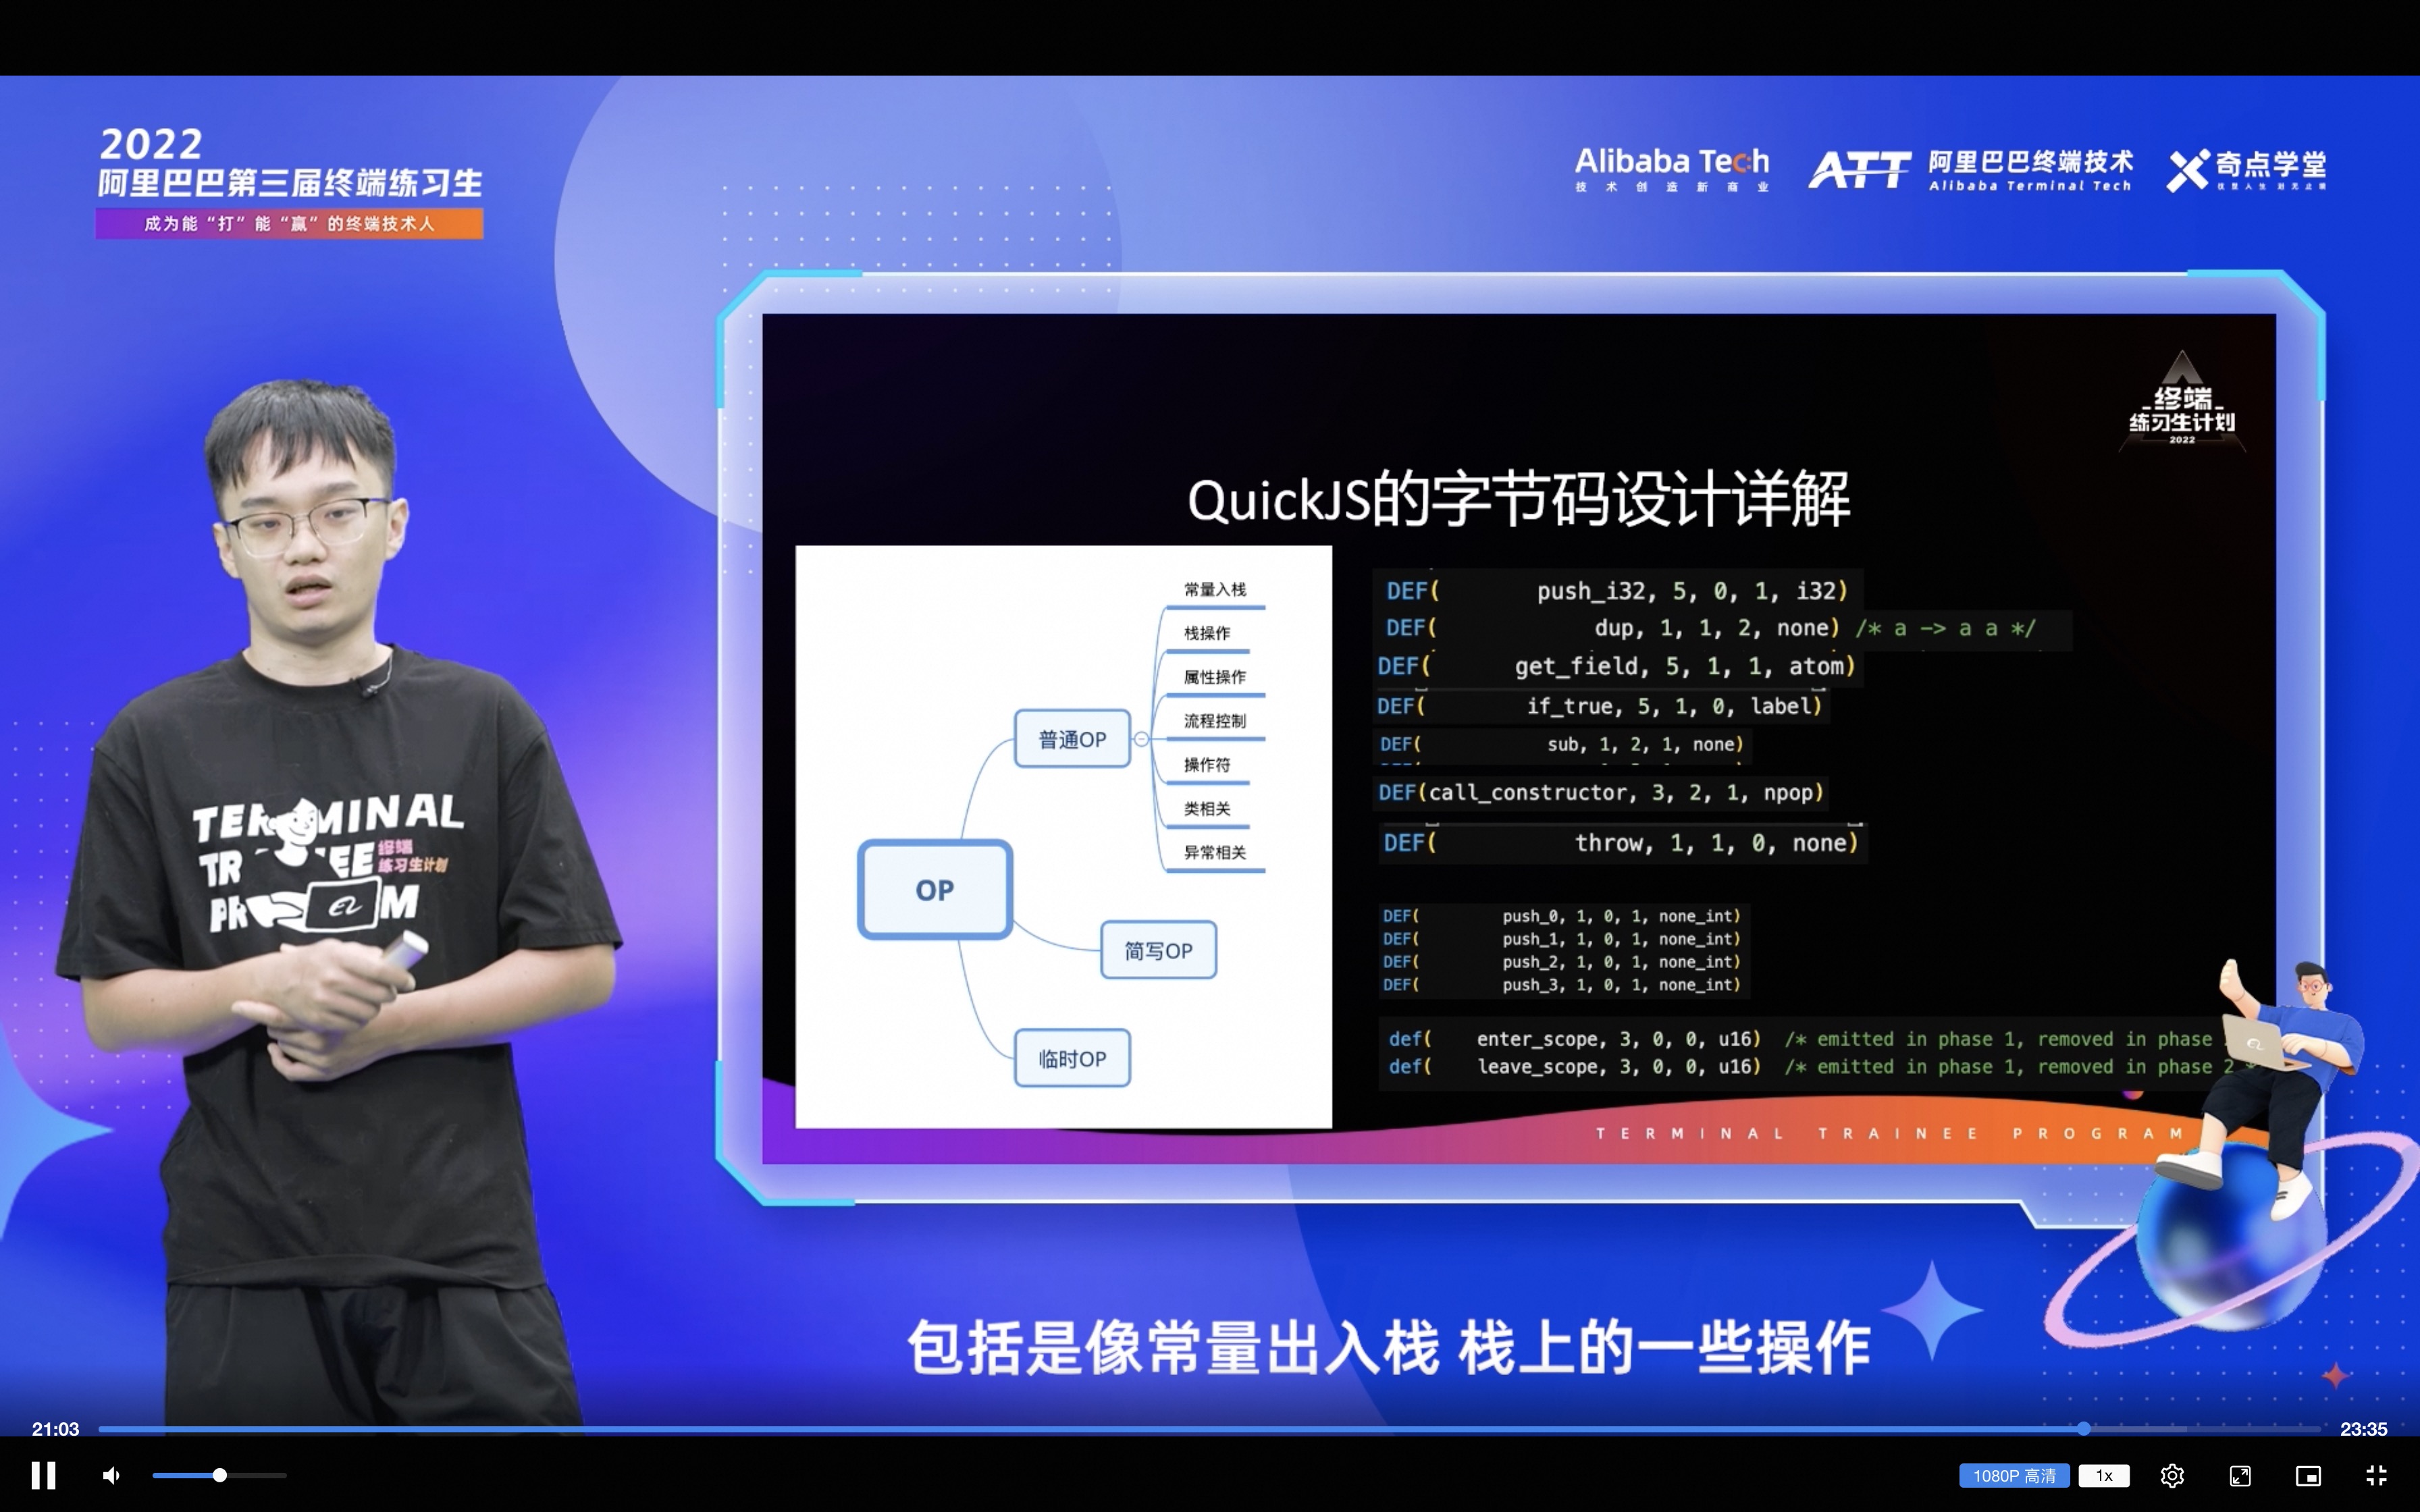 2022
阿里巴巴第三届终端练习生
成为能“打”能“赢”的终端技术人
Alibaba Tech
技术创造新商业
ATT
阿里巴巴终端技术
Alibaba Terminal Tech
奇点学堂
终端
练习生计划
2022
QuickJS的字节码设计详解
常量入栈
栈操作
属性操作
流程控制
操作符
类相关
异常相关
普通OP
OP
简写OP
临时OP
DEF( push_i32, 5, 0, 1, i32)
DEF( dup, 1, 1, 2, none) /* a -> a a */
DEF( get_field, 5, 1, 1, atom)
DEF( if_true, 5, 1, 0, label)
DEF( sub, 1, 2, 1, none)
DEF(call_constructor, 3, 2, 1, npop)
DEF( throw, 1, 1, 0, none)
DEF( push_0, 1, 0, 1, none_int)
DEF( push_1, 1, 0, 1, none_int)
DEF( push_2, 1, 0, 1, none_int)
DEF( push_3, 1, 0, 1, none_int)
def( enter_scope, 3, 0, 0, u16) /* emitted in phase 1, removed in phase
def( leave_scope, 3, 0, 0, u16) /* emitted in phase 1, removed in phase 2
TERMINAL TRAINEE PROGRAM
TERMINAL
终端
练习生计划
包括是像常量出入栈 栈上的一些操作
21:03
23:35
1080P 高清
1x